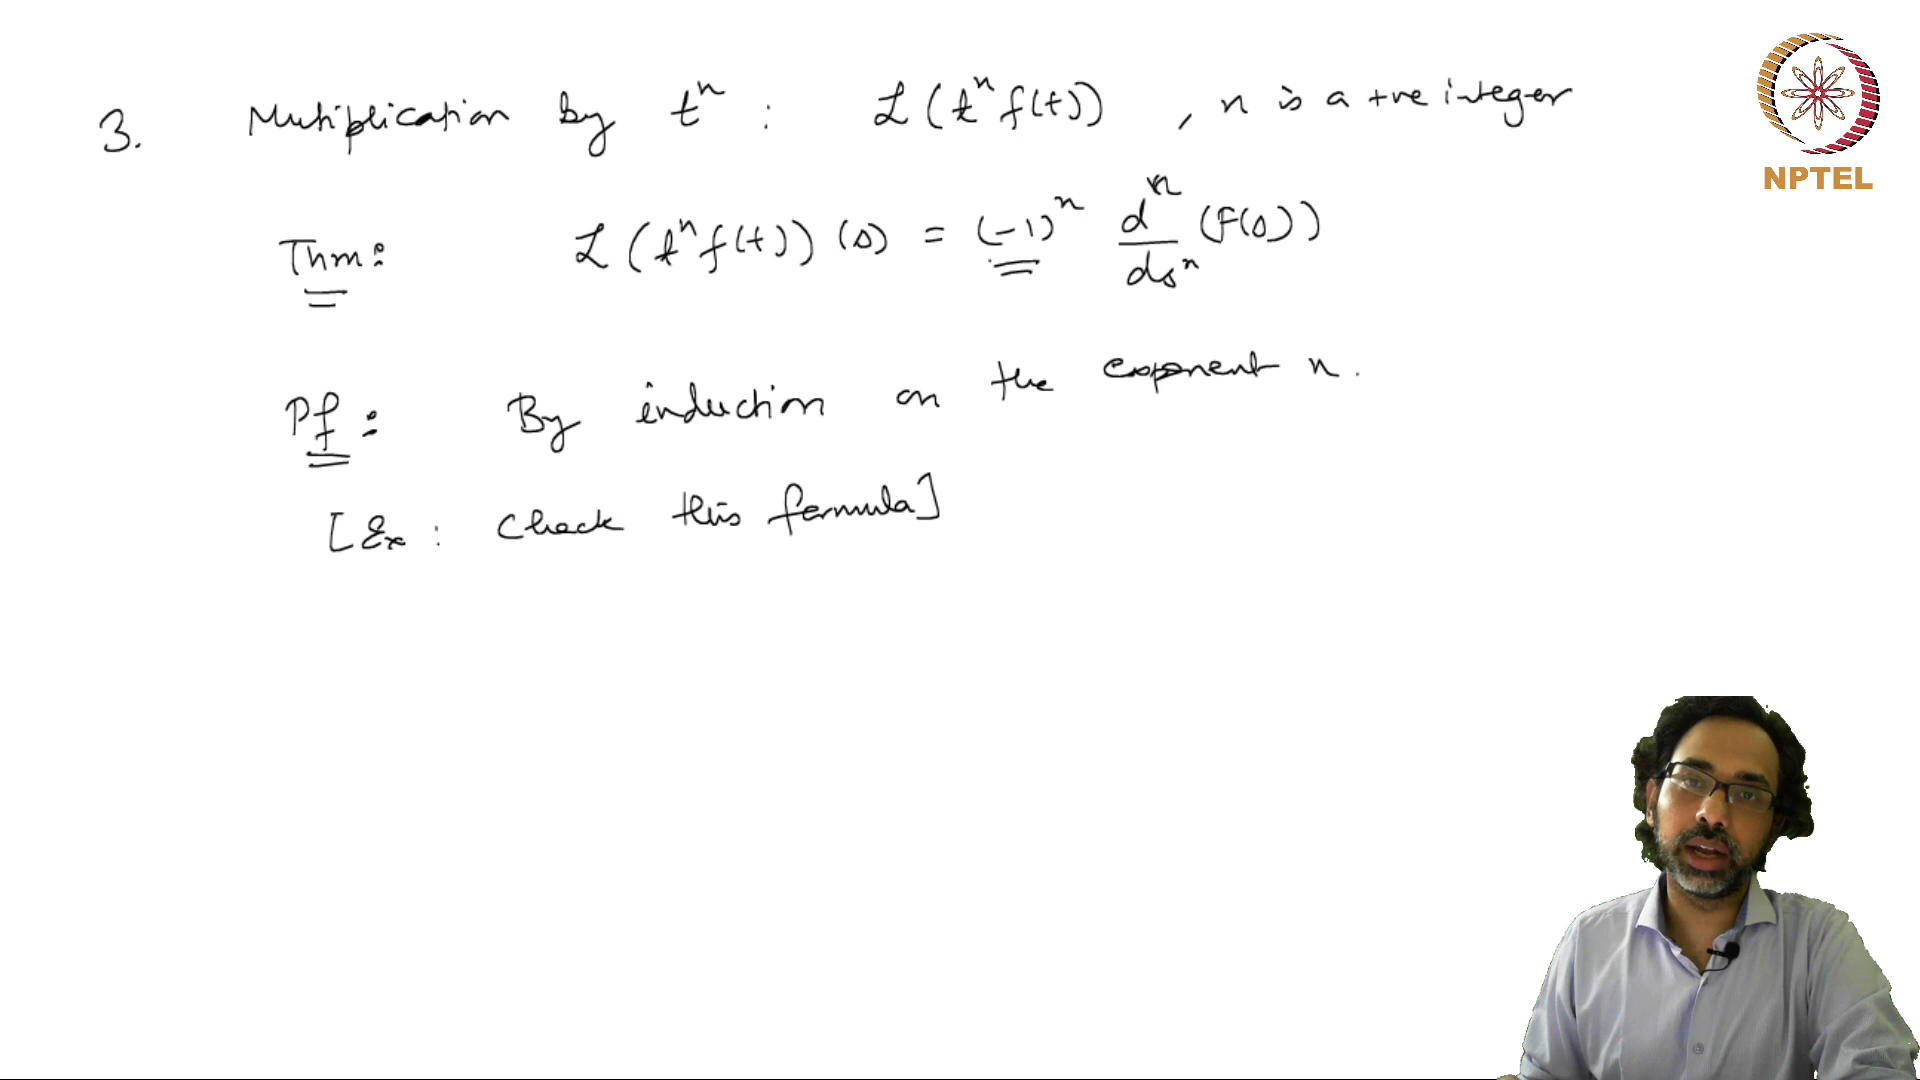 3. Mutiplication by tⁿ : ℒ(tⁿ f(t)) , n is a +ve integer
NPTEL
Thm: ℒ(tⁿ f(t))(s) = (-1)ⁿ dⁿ/dsⁿ (F(s))
Pf: By induction on the exponent n.
[Ex : Check this formula]